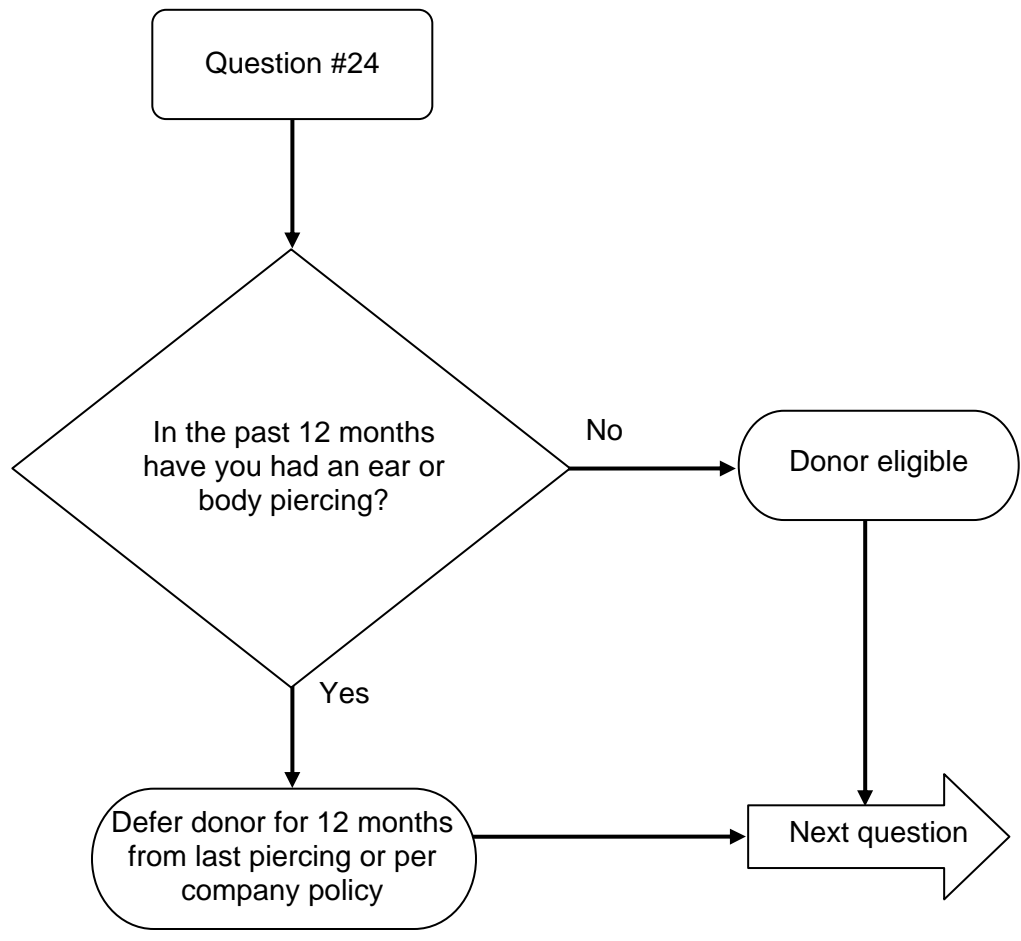 Question #24
In the past 12 months
have you had an ear or
body piercing?
No
Donor eligible
Yes
Defer donor for 12 months
from last piercing or per
company policy
Next question